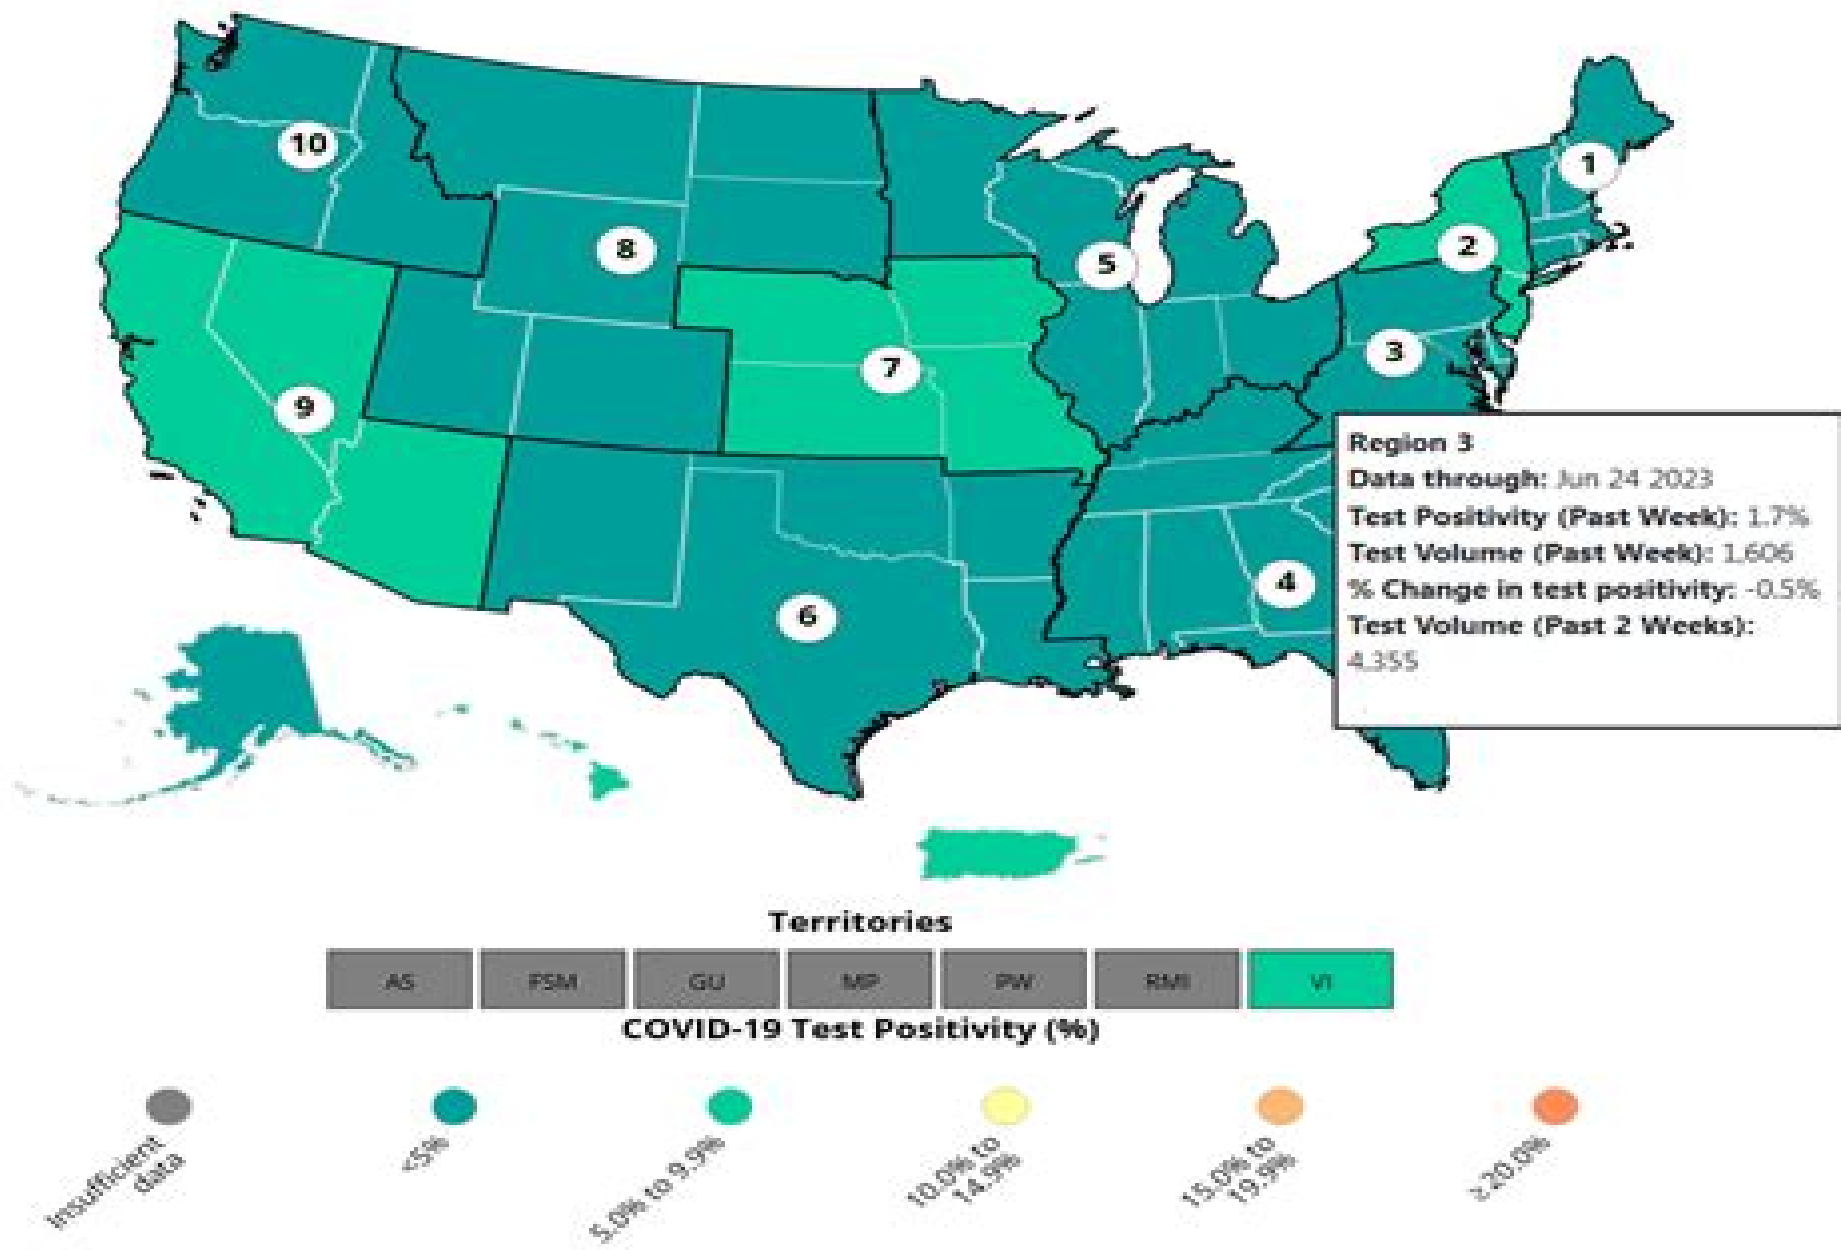 10
1
2
8
5
3
7
9
Region 3
Data through: Jun 24 2023
Test Positivity (Past Week): 1.7%
Test Volume (Past Week): 1,606
% Change in test positivity: -0.5%
Test Volume (Past 2 Weeks):
4,355
4
6
Territories
AS FSM GU MP PW RMI VI
COVID-19 Test Positivity (%)
Insufficient
data
<5%
5.0% to 9.9%
10.0% to
14.9%
15.0% to
19.9%
≥20.0%